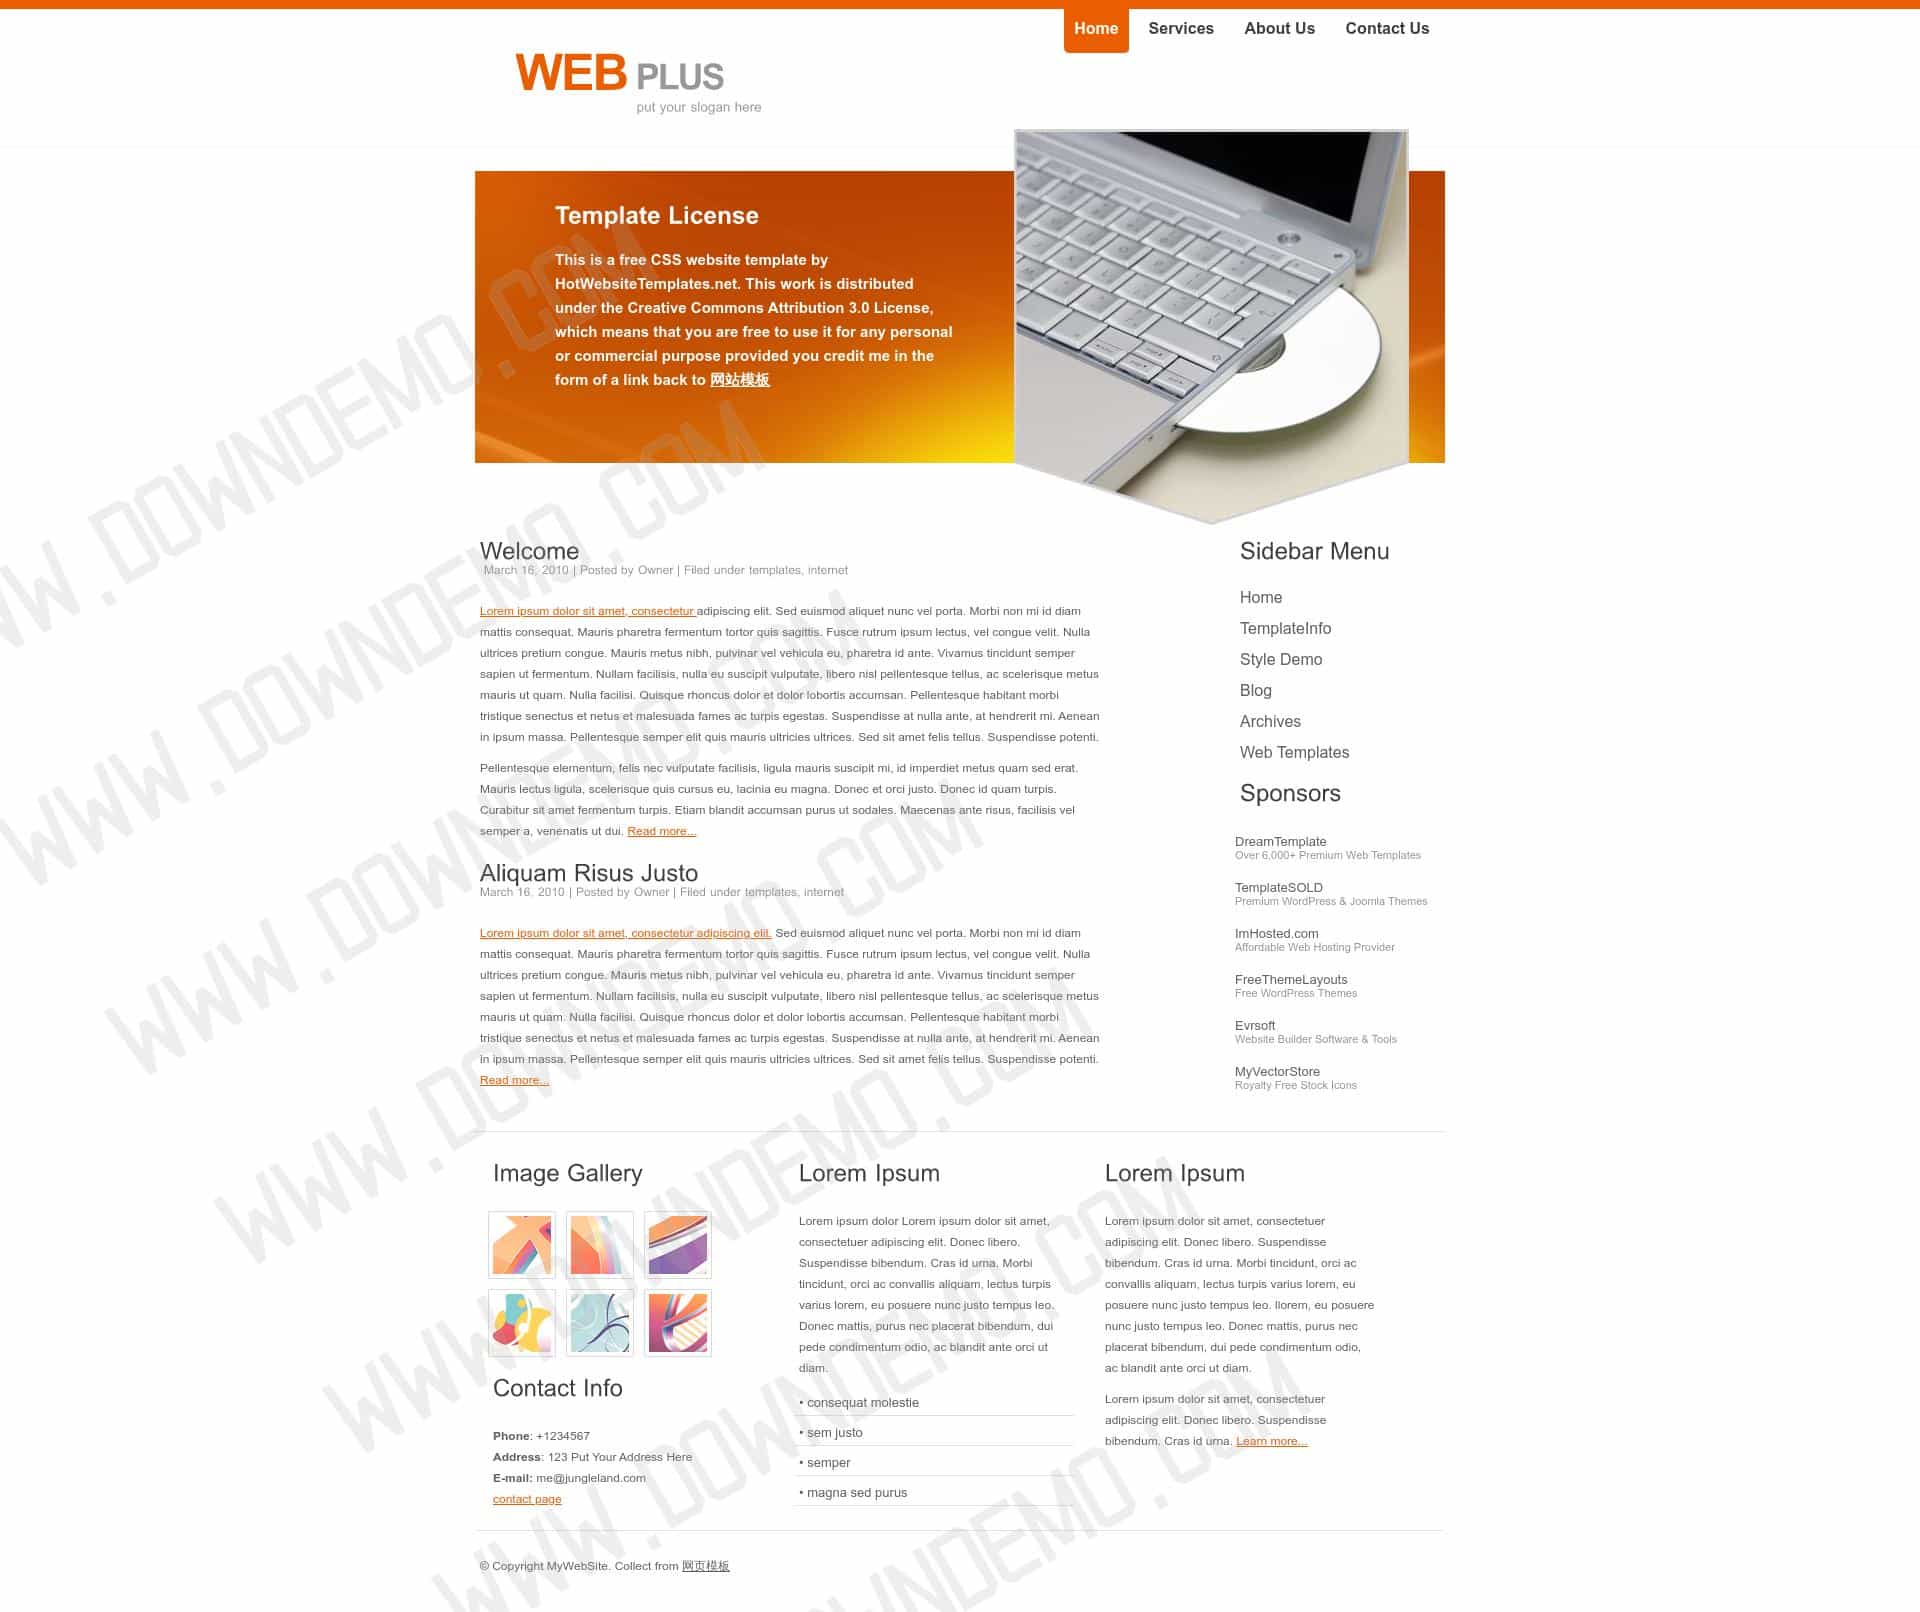 Home Services About Us Contact Us
WEB PLUS
put your slogan here
Template License
This is a free CSS website template by
HotWebsiteTemplates.net. This work is distributed
under the Creative Commons Attribution 3.0 License,
which means that you are free to use it for any personal
or commercial purpose provided you credit me in the
form of a link back to 网站模板
Welcome
March 16, 2010 | Posted by Owner | Filed under templates, internet
Lorem ipsum dolor sit amet, consectetur adipiscing elit. Sed euismod aliquet nunc vel porta. Morbi non mi id diam
mattis consequat. Mauris pharetra fermentum tortor quis sagittis. Fusce rutrum ipsum lectus, vel congue velit. Nulla
ultrices pretium congue. Mauris metus nibh, pulvinar vel vehicula eu, pharetra id ante. Vivamus tincidunt semper
sapien ut fermentum. Nullam facilisis, nulla eu suscipit vulputate, libero nisl pellentesque tellus, ac scelerisque metus
mauris ut quam. Nulla facilisi. Quisque rhoncus dolor et dolor lobortis accumsan. Pellentesque habitant morbi
tristique senectus et netus et malesuada fames ac turpis egestas. Suspendisse at nulla ante, at hendrerit mi. Aenean
in ipsum massa. Pellentesque semper elit quis mauris ultricies ultrices. Sed sit amet felis tellus. Suspendisse potenti.
Pellentesque elementum, felis nec vulputate facilisis, ligula mauris suscipit mi, id imperdiet metus quam sed erat.
Mauris lectus ligula, scelerisque quis cursus eu, lacinia eu magna. Donec et orci justo. Donec id quam turpis.
Curabitur sit amet fermentum turpis. Etiam blandit accumsan purus ut sodales. Maecenas ante risus, facilisis vel
semper a, venenatis ut dui. Read more...
Aliquam Risus Justo
March 16, 2010 | Posted by Owner | Filed under templates, internet
Lorem ipsum dolor sit amet, consectetur adipiscing elit. Sed euismod aliquet nunc vel porta. Morbi non mi id diam
mattis consequat. Mauris pharetra fermentum tortor quis sagittis. Fusce rutrum ipsum lectus, vel congue velit. Nulla
ultrices pretium congue. Mauris metus nibh, pulvinar vel vehicula eu, pharetra id ante. Vivamus tincidunt semper
sapien ut fermentum. Nullam facilisis, nulla eu suscipit vulputate, libero nisl pellentesque tellus, ac scelerisque metus
mauris ut quam. Nulla facilisi. Quisque rhoncus dolor et dolor lobortis accumsan. Pellentesque habitant morbi
tristique senectus et netus et malesuada fames ac turpis egestas. Suspendisse at nulla ante, at hendrerit mi. Aenean
in ipsum massa. Pellentesque semper elit quis mauris ultricies ultrices. Sed sit amet felis tellus. Suspendisse potenti.
Read more...
Sidebar Menu
Home
TemplateInfo
Style Demo
Blog
Archives
Web Templates
Sponsors
DreamTemplate
Over 6,000+ Premium Web Templates
TemplateSOLD
Premium WordPress & Joomla Themes
ImHosted.com
Affordable Web Hosting Provider
FreeThemeLayouts
Free WordPress Themes
Evrsoft
Website Builder Software & Tools
MyVectorStore
Royalty Free Stock Icons
Image Gallery
Contact Info
Phone: +1234567
Address: 123 Put Your Address Here
E-mail: me@jungleland.com
contact page
Lorem Ipsum
Lorem ipsum dolor Lorem ipsum dolor sit amet,
consectetuer adipiscing elit. Donec libero.
Suspendisse bibendum. Cras id urna. Morbi
tincidunt, orci ac convallis aliquam, lectus turpis
varius lorem, eu posuere nunc justo tempus leo.
Donec mattis, purus nec placerat bibendum, dui
pede condimentum odio, ac blandit ante orci ut
diam.
• consequat molestie
• sem justo
• semper
• magna sed purus
Lorem Ipsum
Lorem ipsum dolor sit amet, consectetuer
adipiscing elit. Donec libero. Suspendisse
bibendum. Cras id urna. Morbi tincidunt, orci ac
convallis aliquam, lectus turpis varius lorem, eu
posuere nunc justo tempus leo. llorem, eu posuere
nunc justo tempus leo. Donec mattis, purus nec
placerat bibendum, dui pede condimentum odio,
ac blandit ante orci ut diam.
Lorem ipsum dolor sit amet, consectetuer
adipiscing elit. Donec libero. Suspendisse
bibendum. Cras id urna. Learn more...
© Copyright MyWebSite. Collect from 网页模板
WWW.DOWNDEMO.COM
WWW.DOWNDEMO.COM
WWW.DOWNDEMO.COM
WWW.DOWNDEMO.COM
WWW.DOWNDEMO.COM
WWW.DOWNDEMO.COM